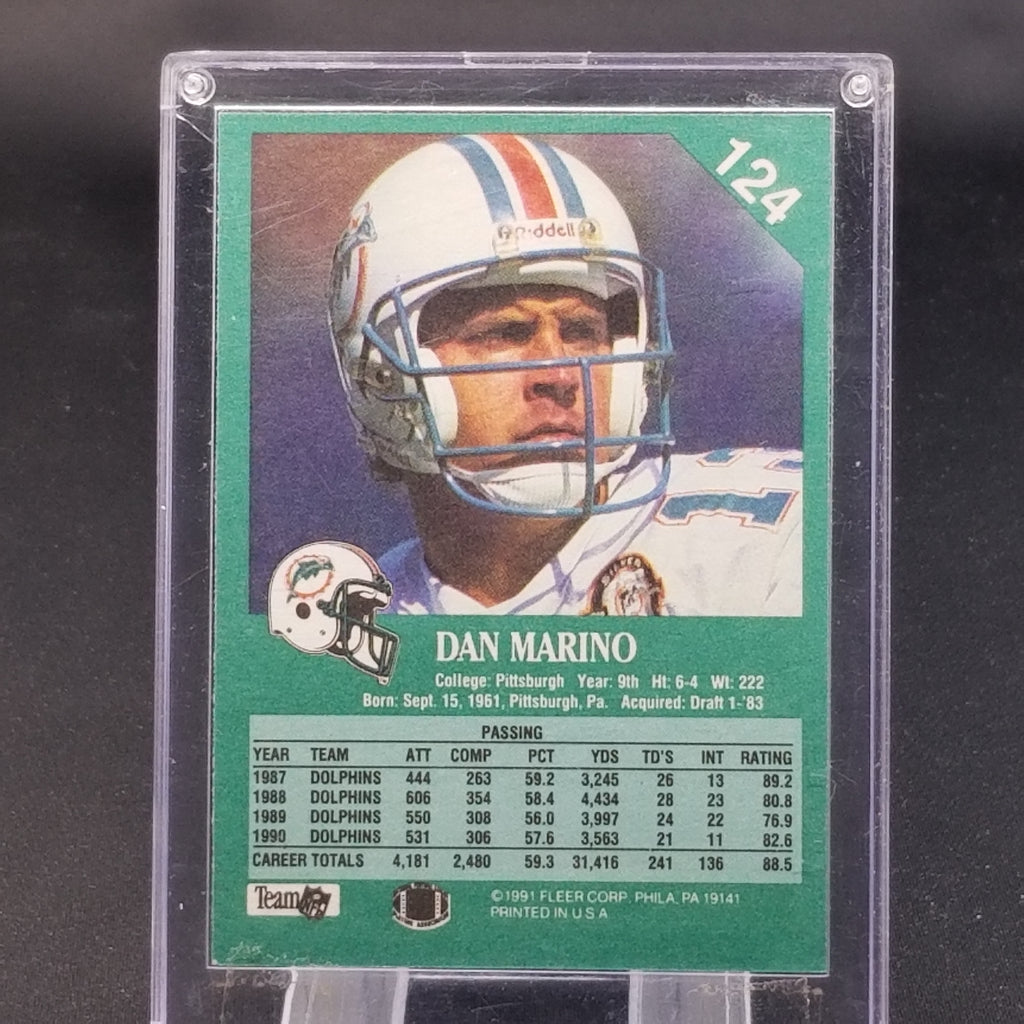 124
Riddell
DAN MARINO
College: Pittsburgh Year: 9th Ht: 6-4 Wt: 222
Born: Sept. 15, 1961, Pittsburgh, Pa. Acquired: Draft 1-'83
PASSING
YEAR TEAM ATT COMP PCT YDS TD'S INT RATING
1987 DOLPHINS 444 263 59.2 3,245 26 13 89.2
1988 DOLPHINS 606 354 58.4 4,434 28 23 80.8
1989 DOLPHINS 550 308 56.0 3,997 24 22 76.9
1990 DOLPHINS 531 306 57.6 3,563 21 11 82.6
CAREER TOTALS 4,181 2,480 59.3 31,416 241 136 88.5
Team NFL
©1991 FLEER CORP. PHILA, PA 19141
PRINTED IN U S A